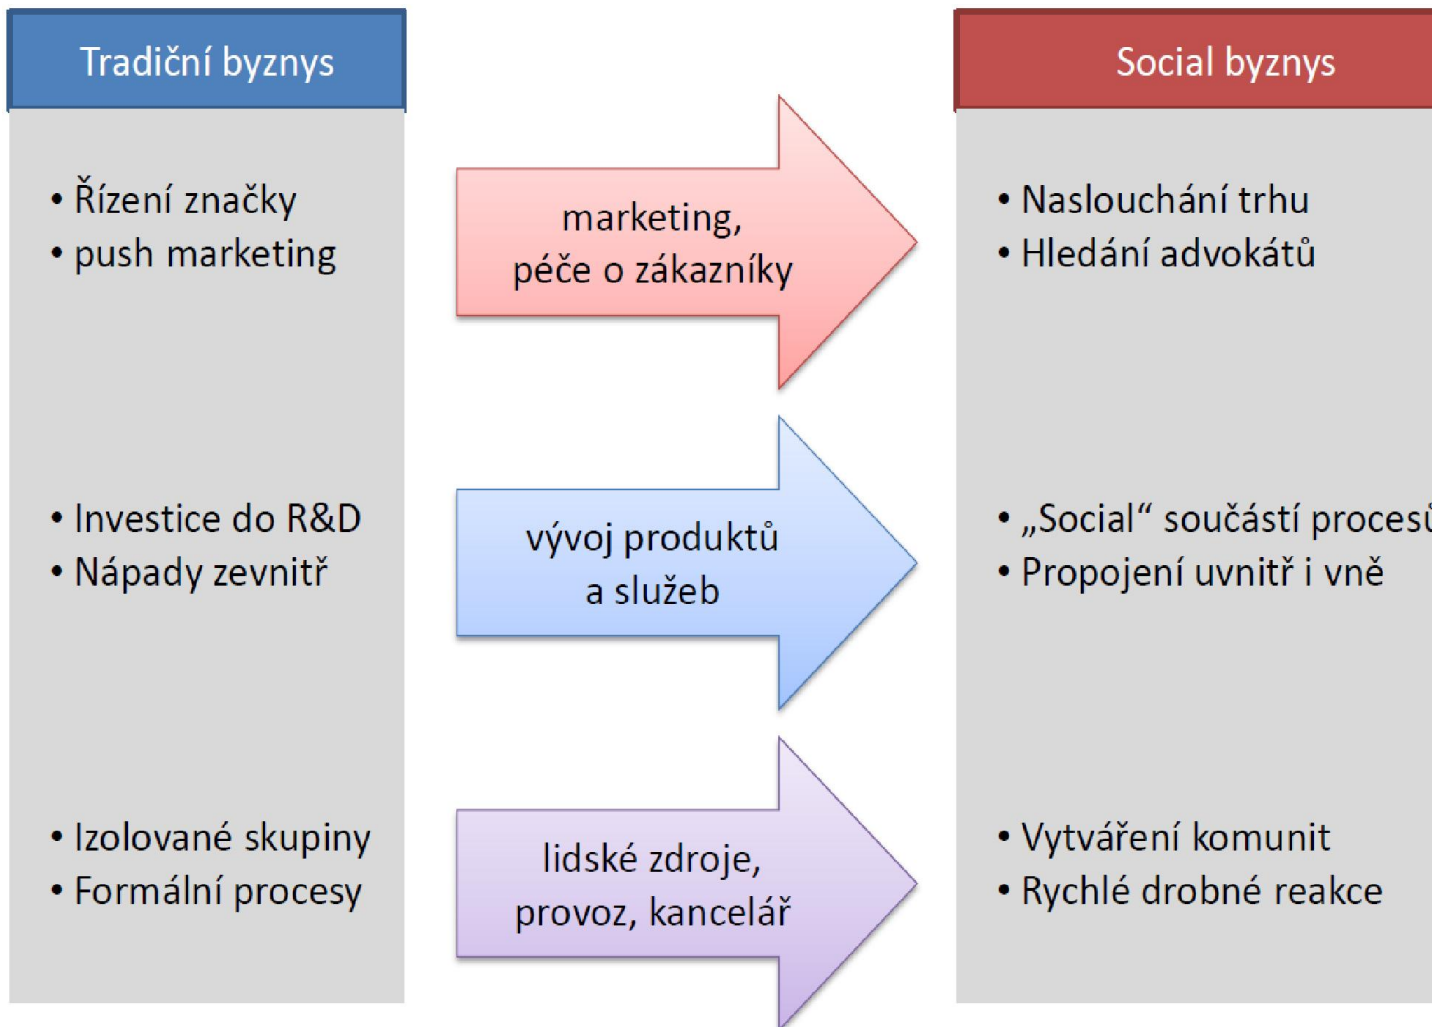 Tradiční byznys
Social byznys
• Řízení značky
• push marketing
marketing,
péče o zákazníky
• Naslouchání trhu
• Hledání advokátů
• Investice do R&D
• Nápady zevnitř
vývoj produktů
a služeb
• „Social“ součástí procesů
• Propojení uvnitř i vně
• Izolované skupiny
• Formální procesy
lidské zdroje,
provoz, kancelář
• Vytváření komunit
• Rychlé drobné reakce